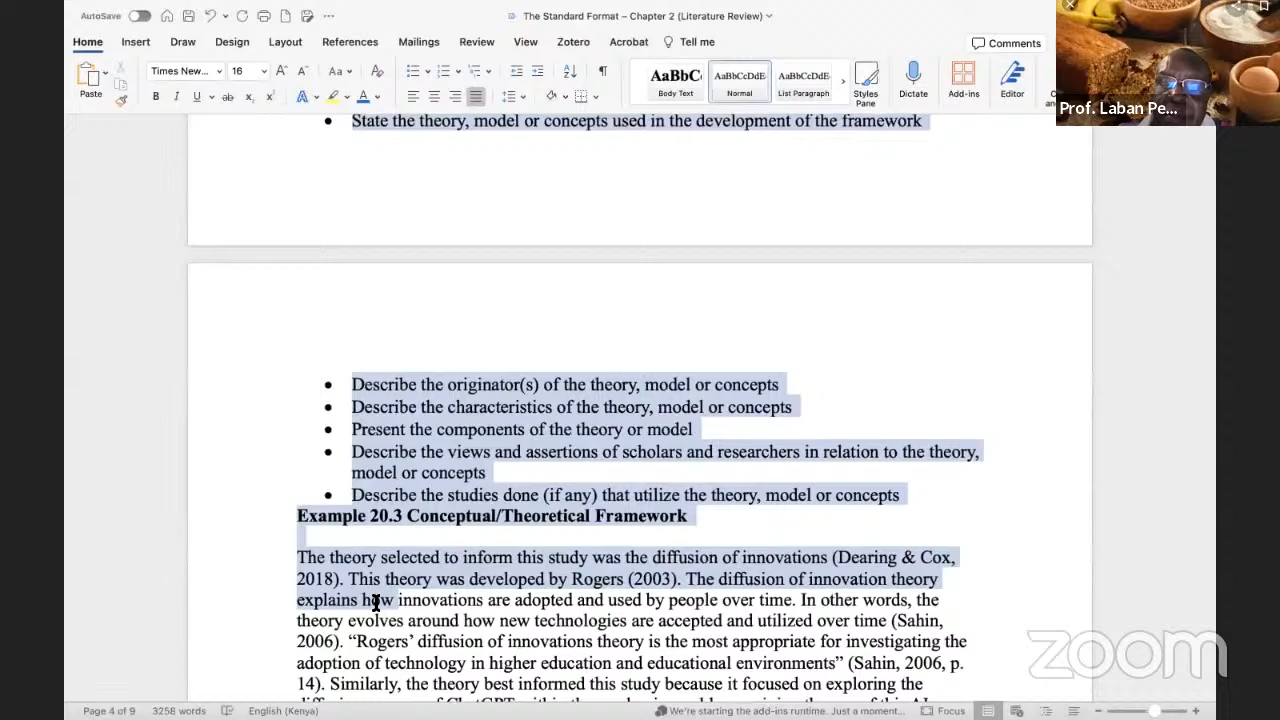 AutoSave
The Standard Format – Chapter 2 (Literature Review)
Home Insert Draw Design Layout References Mailings Review View Zotero Acrobat Tell me
Comments
Paste
Times New... 16
AaBbC AaBbCcDdE AaBbCcDdE
Body Text Normal List Paragraph
Styles Pane
Dictate
Add-ins
Editor
Prof. Laban Pe...
• State the theory, model or concepts used in the development of the framework
• Describe the originator(s) of the theory, model or concepts
• Describe the characteristics of the theory, model or concepts
• Present the components of the theory or model
• Describe the views and assertions of scholars and researchers in relation to the theory,
model or concepts
• Describe the studies done (if any) that utilize the theory, model or concepts
Example 20.3 Conceptual/Theoretical Framework
The theory selected to inform this study was the diffusion of innovations (Dearing & Cox,
2018). This theory was developed by Rogers (2003). The diffusion of innovation theory
explains how innovations are adopted and used by people over time. In other words, the
theory evolves around how new technologies are accepted and utilized over time (Sahin,
2006). “Rogers’ diffusion of innovations theory is the most appropriate for investigating the
adoption of technology in higher education and educational environments” (Sahin, 2006, p.
14). Similarly, the theory best informed this study because it focused on exploring the
zoom
Page 4 of 9 3258 words English (Kenya) We're starting the add-ins runtime. Just a moment... Focus